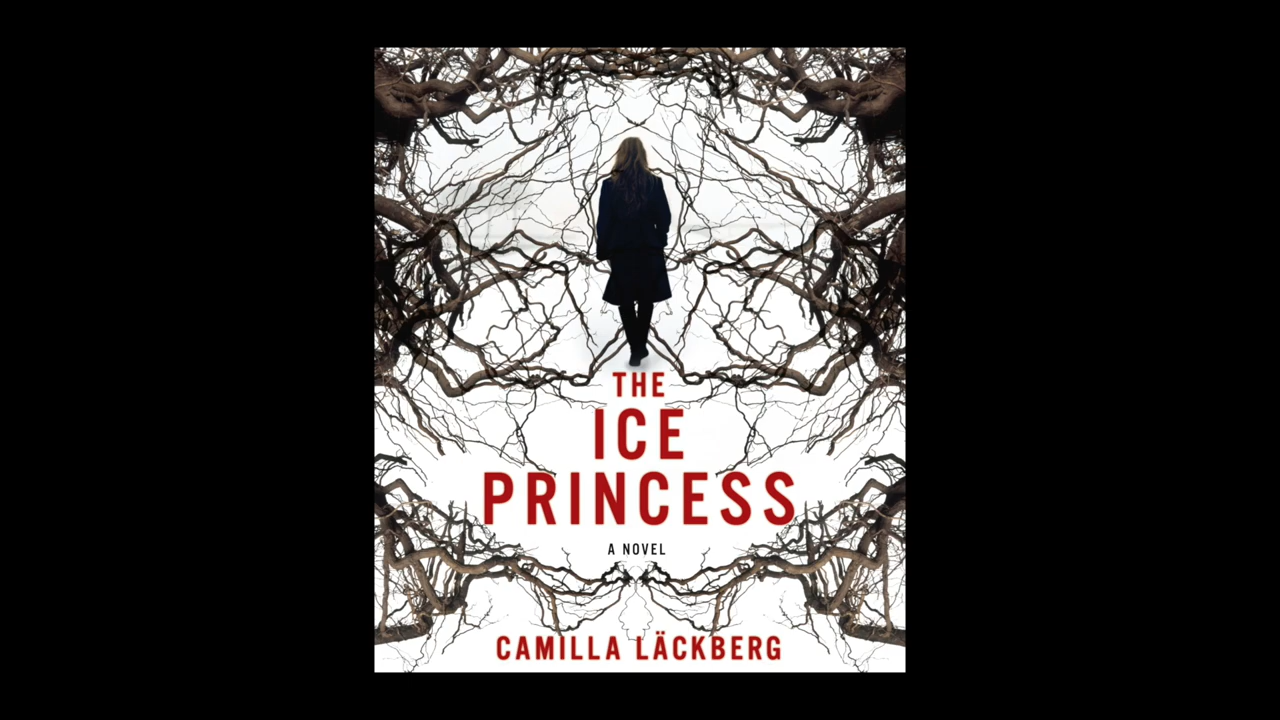 THE
ICE
PRINCESS
A NOVEL
CAMILLA LÄCKBERG